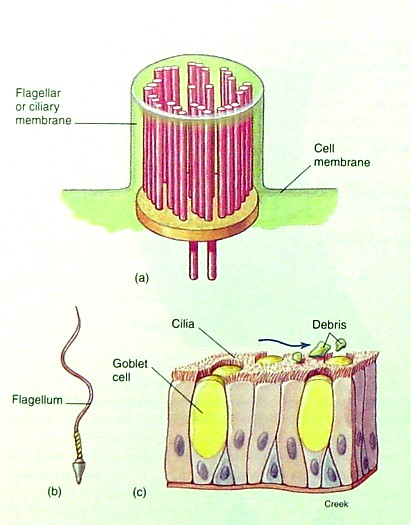 Flagellar
or ciliary
membrane
Cell
membrane
(a)
Cilia
Debris
Goblet
cell
Flagellum
(b)
(c)
Creek